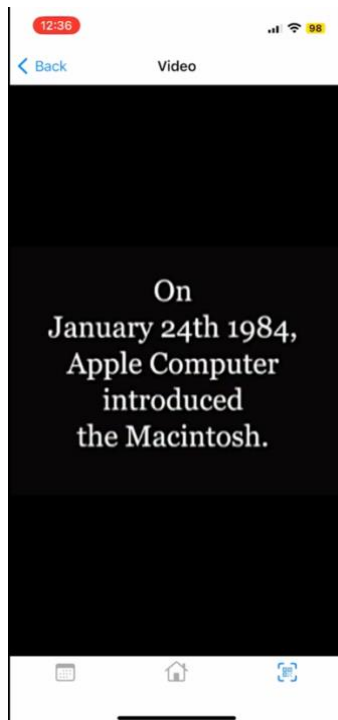 12:36
98
Back
Video
On
January 24th 1984,
Apple Computer
introduced
the Macintosh.